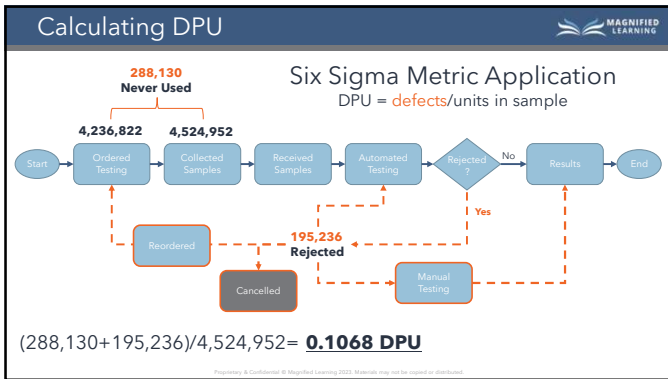 Calculating DPU
MAGNIFIED
LEARNING
288,130
Never Used
Six Sigma Metric Application
DPU = defects/units in sample
4,236,822
4,524,952
Start
Ordered
Testing
Collected
Samples
Received
Samples
Automated
Testing
Rejected
?
No
Results
End
Yes
195,236
Rejected
Reordered
Cancelled
Manual
Testing
(288,130+195,236)/4,524,952= 0.1068 DPU
Proprietary & Confidential © Magnified Learning 2023. Materials may not be copied or distributed.